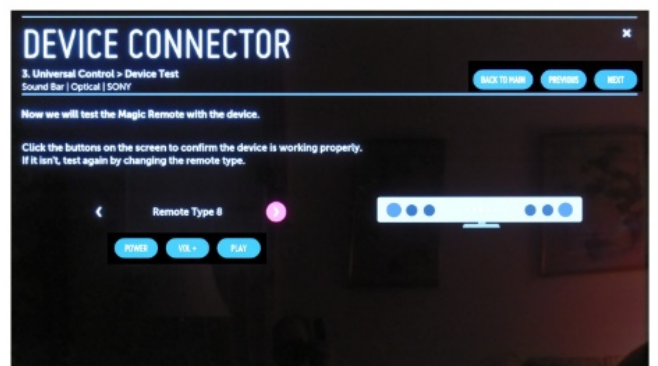 DEVICE CONNECTOR
3. Universal Control > Device Test
Sound Bar | Optical | SONY
BACK TO MAIN PREVIOUS NEXT
Now we will test the Magic Remote with the device.
Click the buttons on the screen to confirm the device is working properly.
If it isn't, test again by changing the remote type.
Remote Type 8
POWER VOL + PLAY